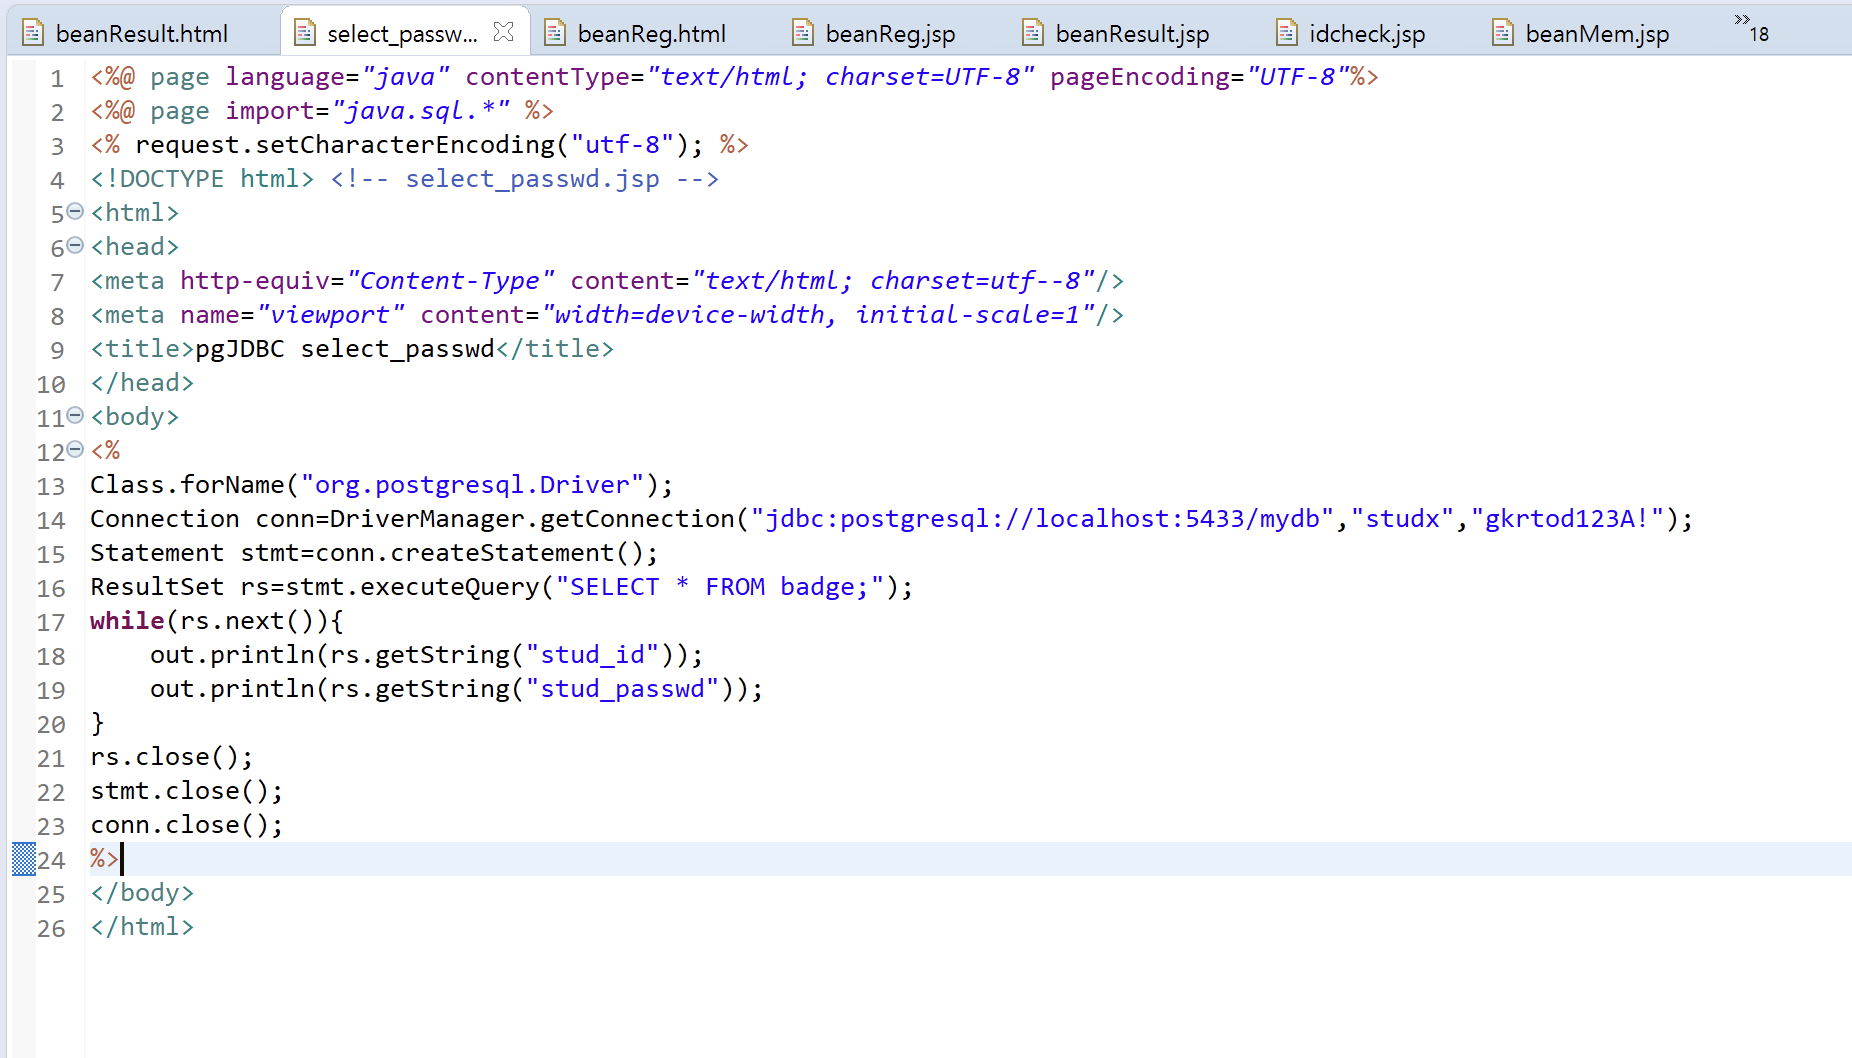 beanResult.html select_passw... beanReg.html beanReg.jsp beanResult.jsp idcheck.jsp beanMem.jsp »18
1 <%@ page language="java" contentType="text/html; charset=UTF-8" pageEncoding="UTF-8"%>
2 <%@ page import="java.sql.*" %>
3 <% request.setCharacterEncoding("utf-8"); %>
4 <!DOCTYPE html> <!-- select_passwd.jsp -->
5 <html>
6 <head>
7 <meta http-equiv="Content-Type" content="text/html; charset=utf--8"/>
8 <meta name="viewport" content="width=device-width, initial-scale=1"/>
9 <title>pgJDBC select_passwd</title>
10 </head>
11 <body>
12 <%
13 Class.forName("org.postgresql.Driver");
14 Connection conn=DriverManager.getConnection("jdbc:postgresql://localhost:5433/mydb","studx","gkrtod123A!");
15 Statement stmt=conn.createStatement();
16 ResultSet rs=stmt.executeQuery("SELECT * FROM badge;");
17 while(rs.next()){
18     out.println(rs.getString("stud_id"));
19     out.println(rs.getString("stud_passwd"));
20 }
21 rs.close();
22 stmt.close();
23 conn.close();
24 %>
25 </body>
26 </html>